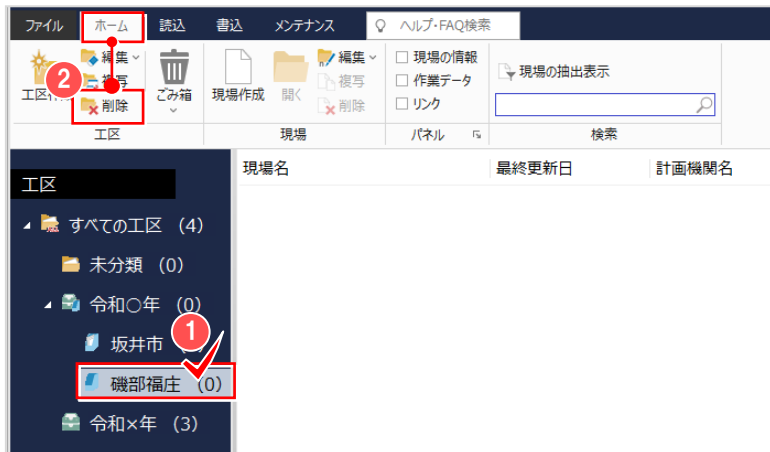 ファイル ホーム 読込 書込 メンテナンス ヘルプ・FAQ検索
編集 編集 現場の情報
2 複写 作業データ 現場の抽出表示
ごみ箱 現場作成 開く 複写
削除 削除 リンク
工区 現場 パネル 検索
工区 現場名 最終更新日 計画機関名
すべての工区 (4)
未分類 (0)
令和○年 (0)
1
坂井市
磯部福庄 (0)
令和×年 (3)